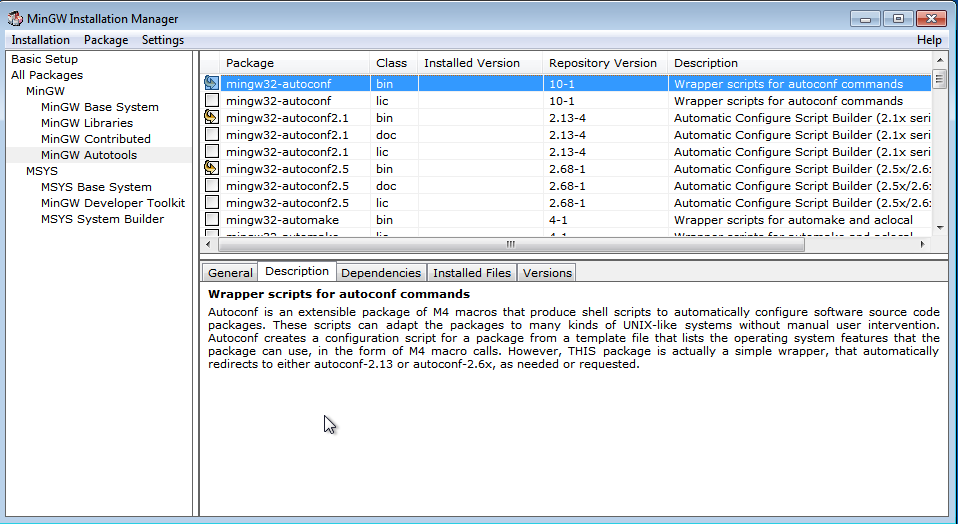 MinGW Installation Manager
Installation Package Settings Help
Basic Setup
All Packages
MinGW
MinGW Base System
MinGW Libraries
MinGW Contributed
MinGW Autotools
MSYS
MSYS Base System
MinGW Developer Toolkit
MSYS System Builder
Package Class Installed Version Repository Version Description
mingw32-autoconf bin 10-1 Wrapper scripts for autoconf commands
mingw32-autoconf lic 10-1 Wrapper scripts for autoconf commands
mingw32-autoconf2.1 bin 2.13-4 Automatic Configure Script Builder (2.1x seri
mingw32-autoconf2.1 doc 2.13-4 Automatic Configure Script Builder (2.1x seri
mingw32-autoconf2.1 lic 2.13-4 Automatic Configure Script Builder (2.1x seri
mingw32-autoconf2.5 bin 2.68-1 Automatic Configure Script Builder (2.5x/2.6:
mingw32-autoconf2.5 doc 2.68-1 Automatic Configure Script Builder (2.5x/2.6:
mingw32-autoconf2.5 lic 2.68-1 Automatic Configure Script Builder (2.5x/2.6:
mingw32-automake bin 4-1 Wrapper scripts for automake and aclocal
mingw32-automake lic 4-1 Wrapper scripts for automake and aclocal
General Description Dependencies Installed Files Versions
Wrapper scripts for autoconf commands
Autoconf is an extensible package of M4 macros that produce shell scripts to automatically configure software source code
packages. These scripts can adapt the packages to many kinds of UNIX-like systems without manual user intervention.
Autoconf creates a configuration script for a package from a template file that lists the operating system features that the
package can use, in the form of M4 macro calls. However, THIS package is actually a simple wrapper, that automatically
redirects to either autoconf-2.13 or autoconf-2.6x, as needed or requested.